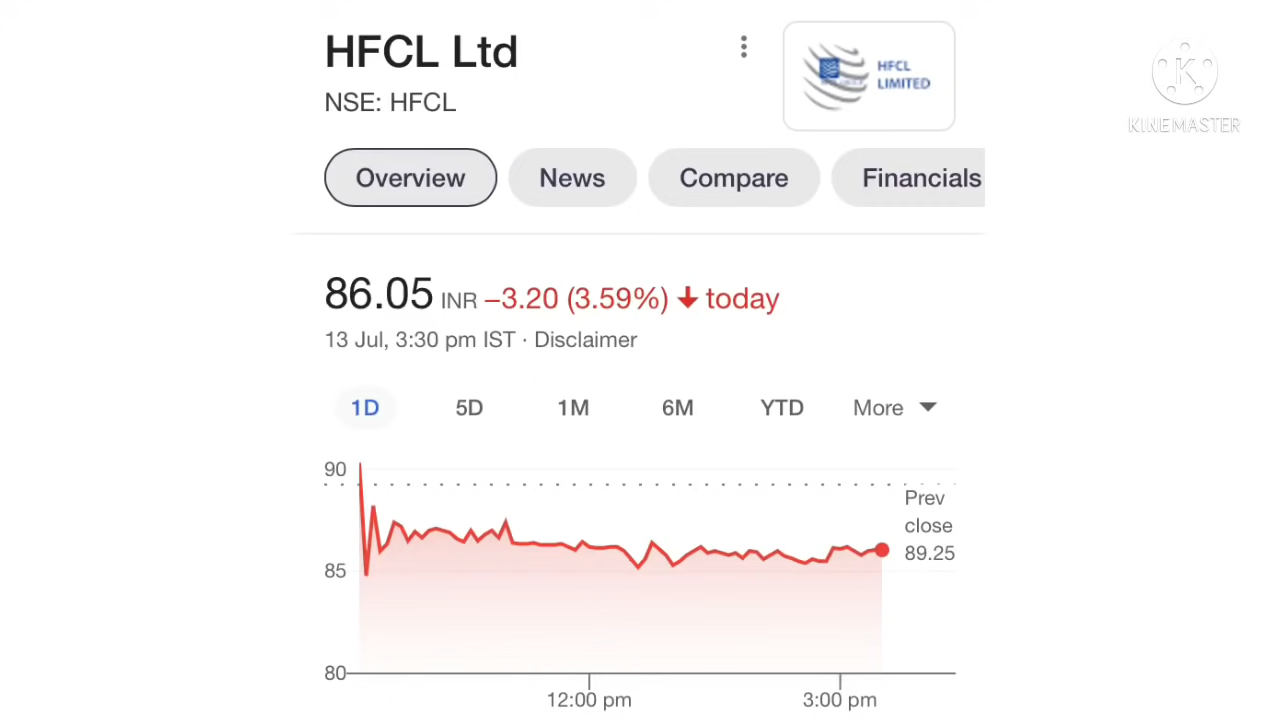 HFCL Ltd
NSE: HFCL
HFCL
LIMITED
KINEMASTER
Overview
News
Compare
Financials
86.05 INR −3.20 (3.59%) today
13 Jul, 3:30 pm IST · Disclaimer
1D
5D
1M
6M
YTD
More
90
85
80
Prev
close
89.25
12:00 pm
3:00 pm